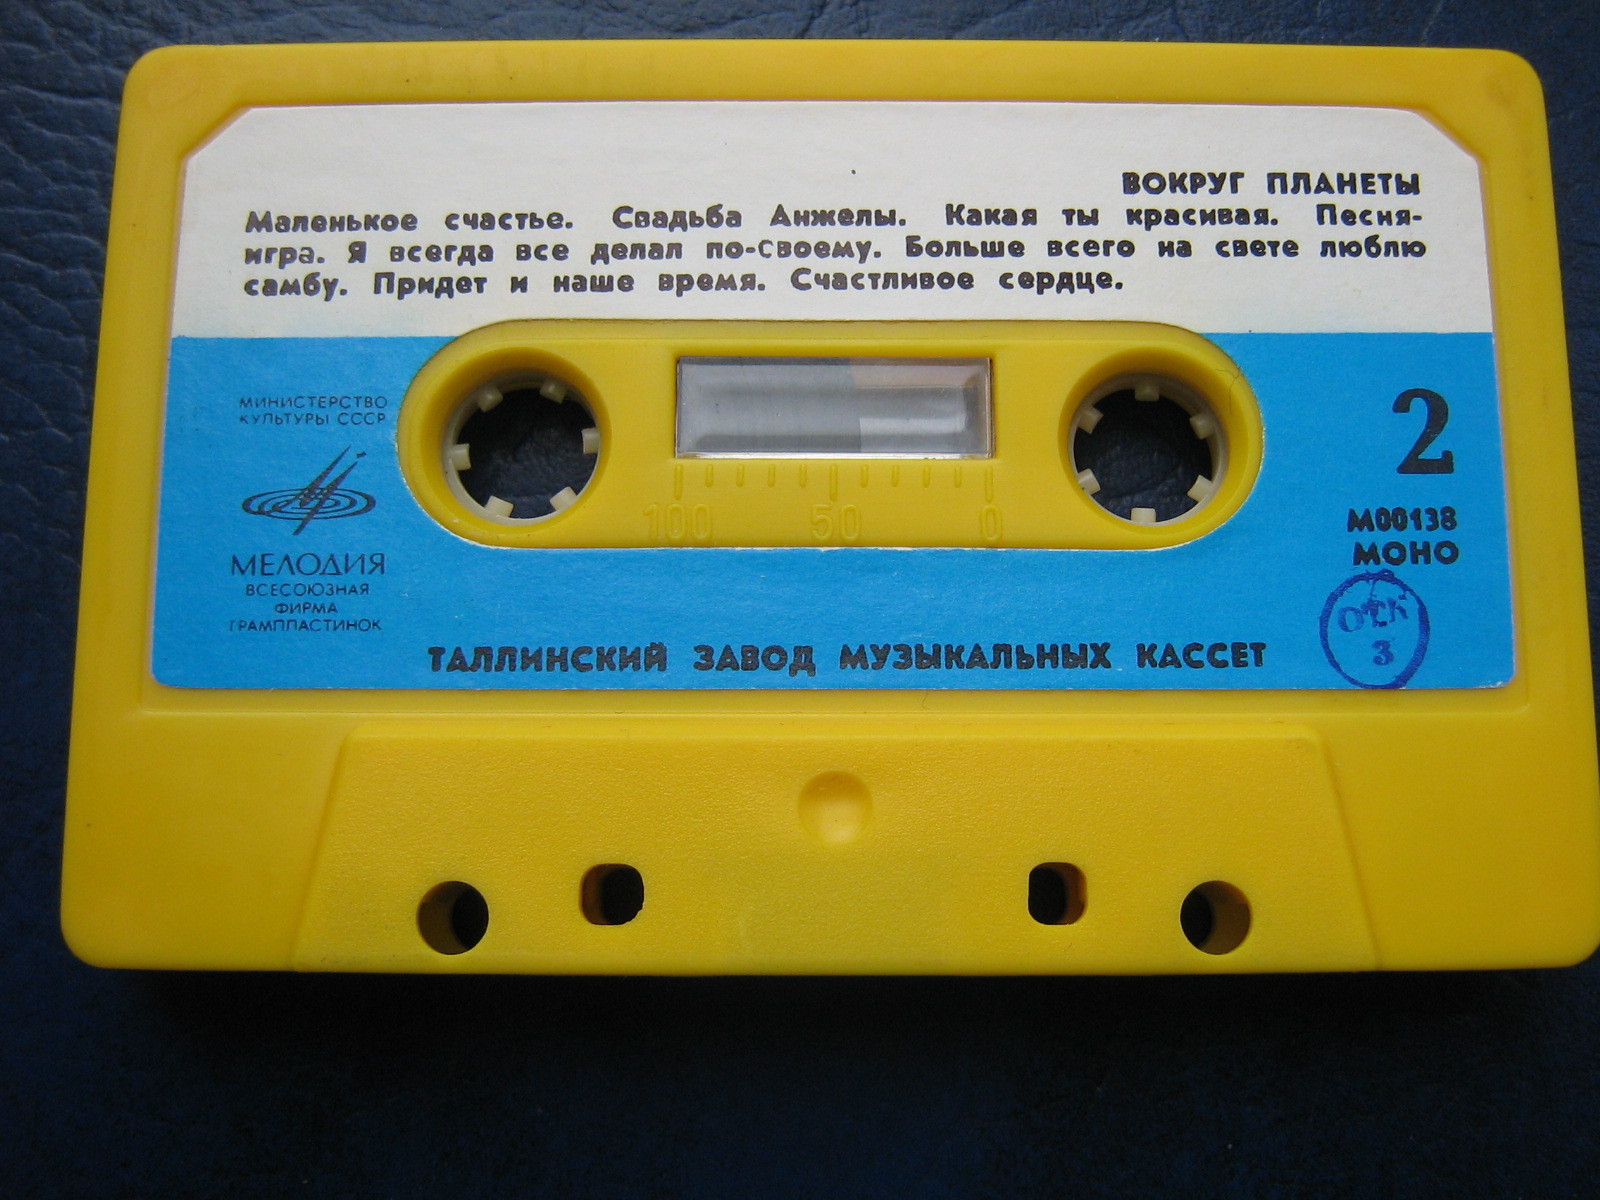 ВОКРУГ ПЛАНЕТЫ
Маленькое счастье. Свадьба Анжелы. Какая ты красивая. Песня-
игра. Я всегда все делал по-своему. Больше всего на свете люблю
самбу. Придет и наше время. Счастливое сердце.
МИНИСТЕРСТВО
КУЛЬТУРЫ СССР
МЕЛОДИЯ
ВСЕСОЮЗНАЯ
ФИРМА
ГРАМПЛАСТИНОК
100 50 0
2
М00138
МОНО
ОТК
3
ТАЛЛИНСКИЙ ЗАВОД МУЗЫКАЛЬНЫХ КАССЕТ